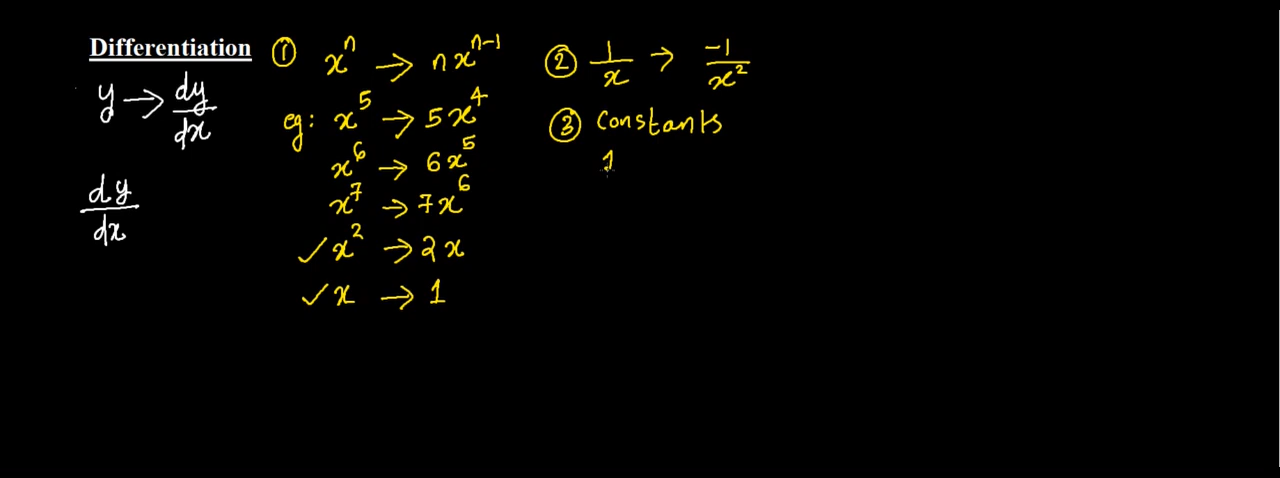 Differentiation
y → dy/dx
dy/dx
① xⁿ → nxⁿ⁻¹
eg: x⁵ → 5x⁴
x⁶ → 6x⁵
x⁷ → 7x⁶
✓ x² → 2x
✓ x → 1
② 1/x → -1/x²
③ Constants
1